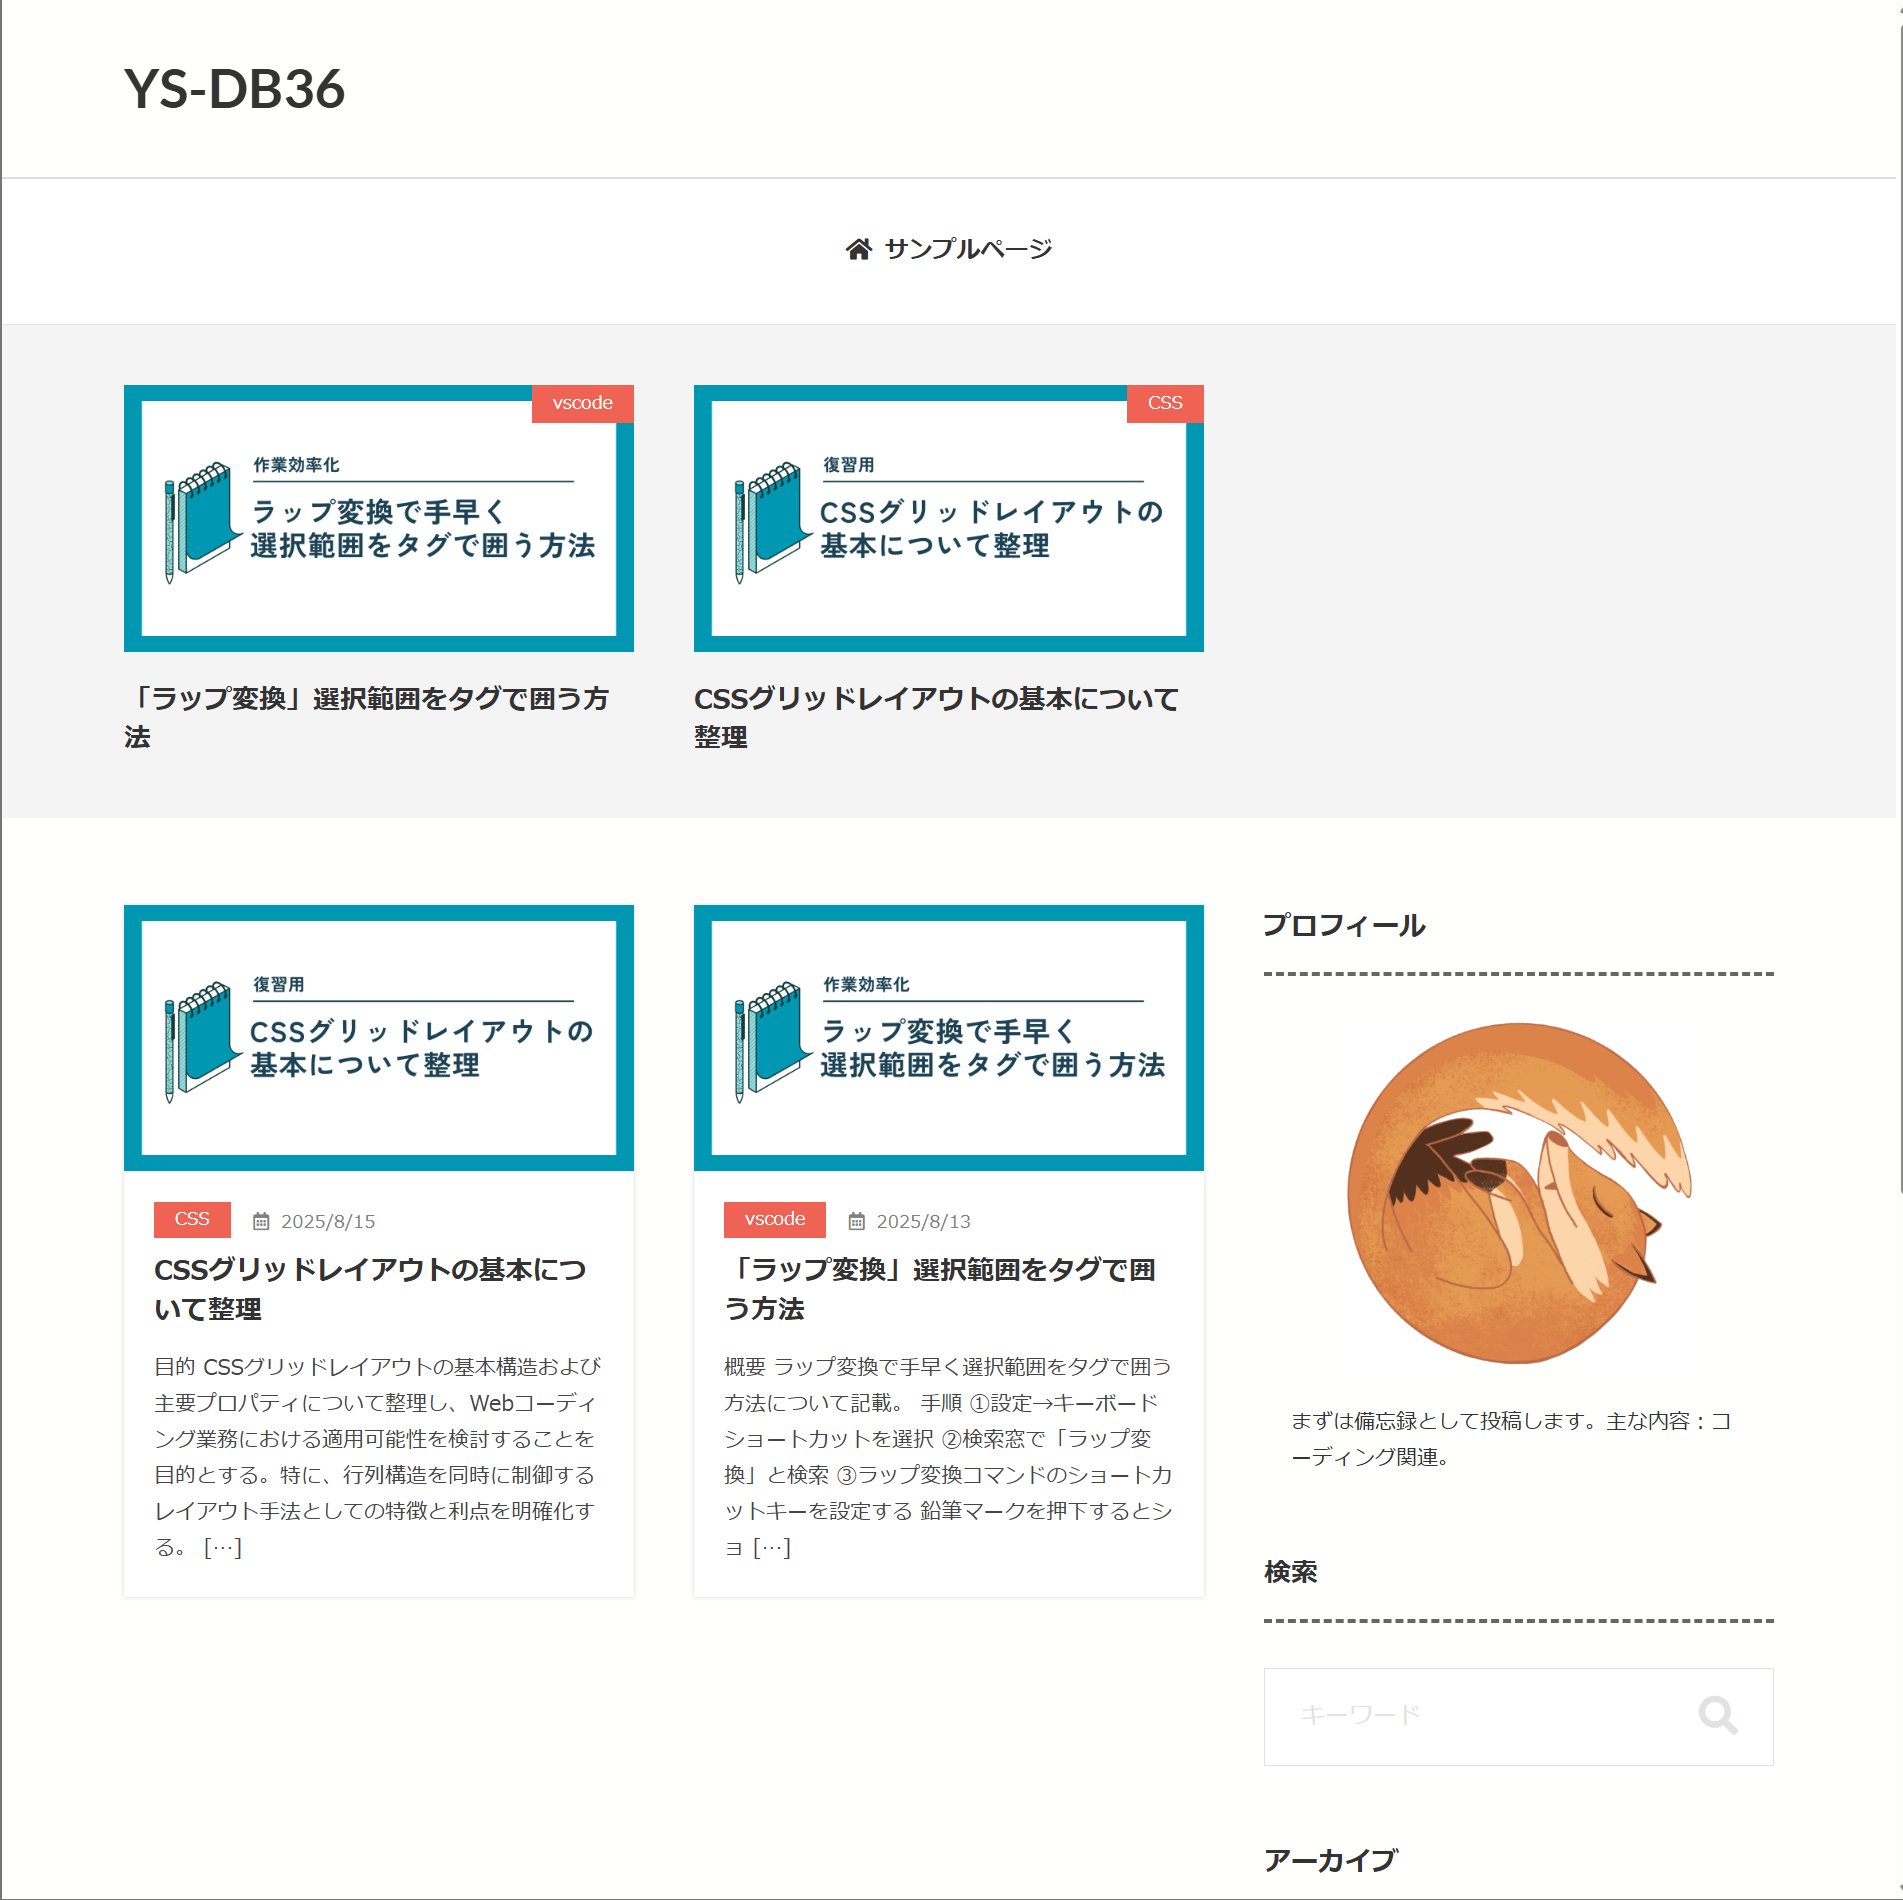 YS-DB36
サンプルページ
vscode
作業効率化
ラップ変換で手早く
選択範囲をタグで囲う方法
「ラップ変換」選択範囲をタグで囲う方
法
CSS
復習用
CSSグリッドレイアウトの
基本について整理
CSSグリッドレイアウトの基本について
整理
復習用
CSSグリッドレイアウトの
基本について整理
CSS 2025/8/15
CSSグリッドレイアウトの基本につ
いて整理
目的 CSSグリッドレイアウトの基本構造および
主要プロパティについて整理し、Webコーディ
ング業務における適用可能性を検討することを
目的とする。特に、行列構造を同時に制御する
レイアウト手法としての特徴と利点を明確化す
る。 […]
作業効率化
ラップ変換で手早く
選択範囲をタグで囲う方法
vscode 2025/8/13
「ラップ変換」選択範囲をタグで囲
う方法
概要 ラップ変換で手早く選択範囲をタグで囲う
方法について記載。 手順 ①設定→キーボード
ショートカットを選択 ②検索窓で「ラップ変
換」と検索 ③ラップ変換コマンドのショートカ
ットキーを設定する 鉛筆マークを押下するとシ
ョ […]
プロフィール
まずは備忘録として投稿します。主な内容：コ
ーディング関連。
検索
キーワード
アーカイブ